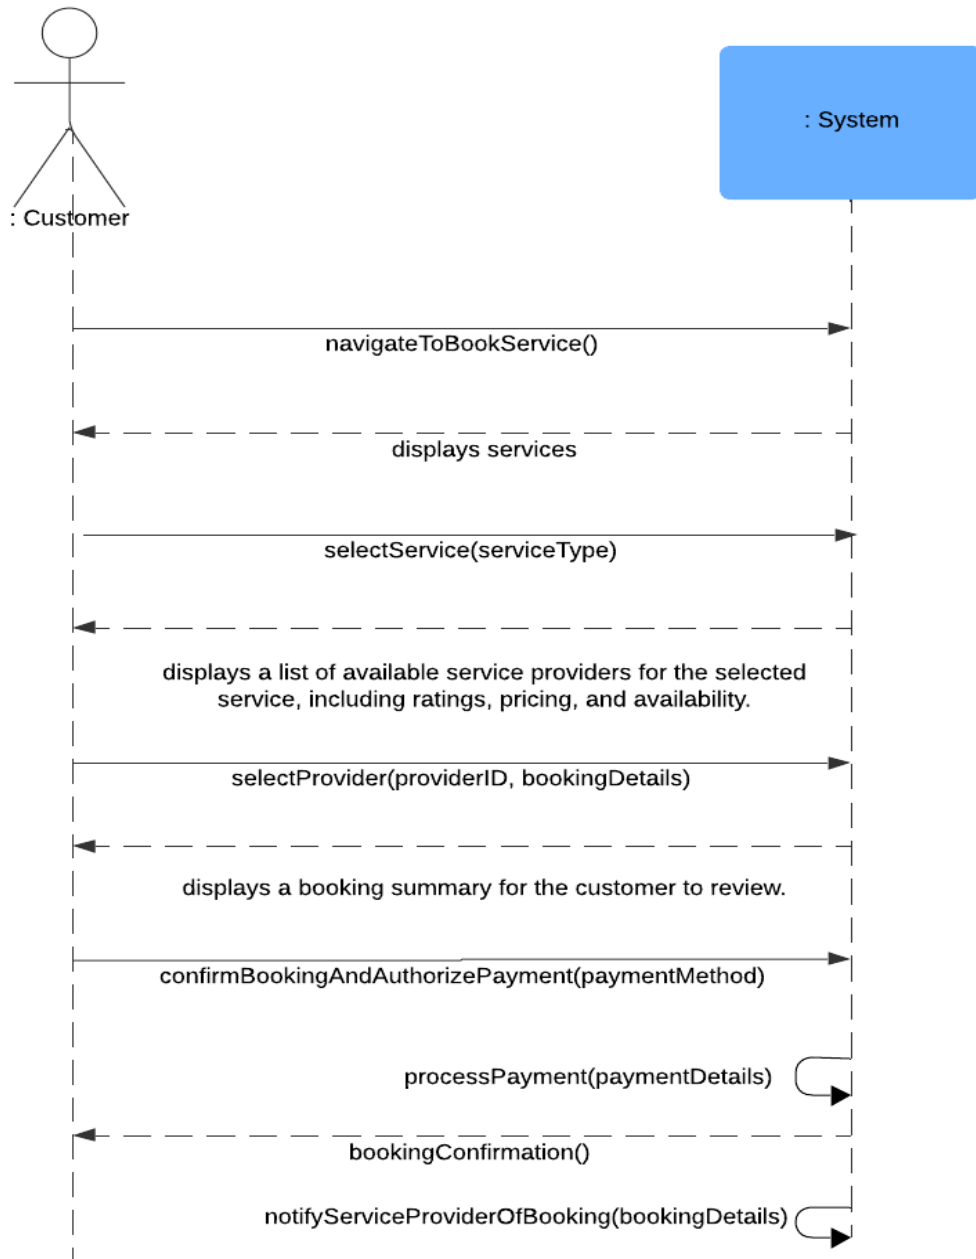 : System
: Customer
navigateToBookService()
displays services
selectService(serviceType)
displays a list of available service providers for the selected
service, including ratings, pricing, and availability.
selectProvider(providerID, bookingDetails)
displays a booking summary for the customer to review.
confirmBookingAndAuthorizePayment(paymentMethod)
processPayment(paymentDetails)
bookingConfirmation()
notifyServiceProviderOfBooking(bookingDetails)